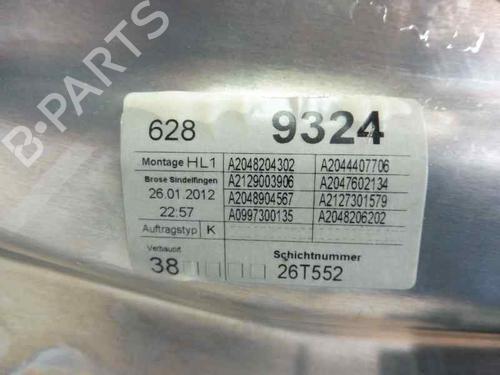 628 9324
Montage HL1 A2048204302 A2044407706
Brose Sindelfingen A2129003906 A2047602134
26.01.2012 A2048904567 A2127301579
22:57 A0997300135 A2048206202
Auftragstyp K
Verbauort Schichtnummer
38 26T552
B-PARTS